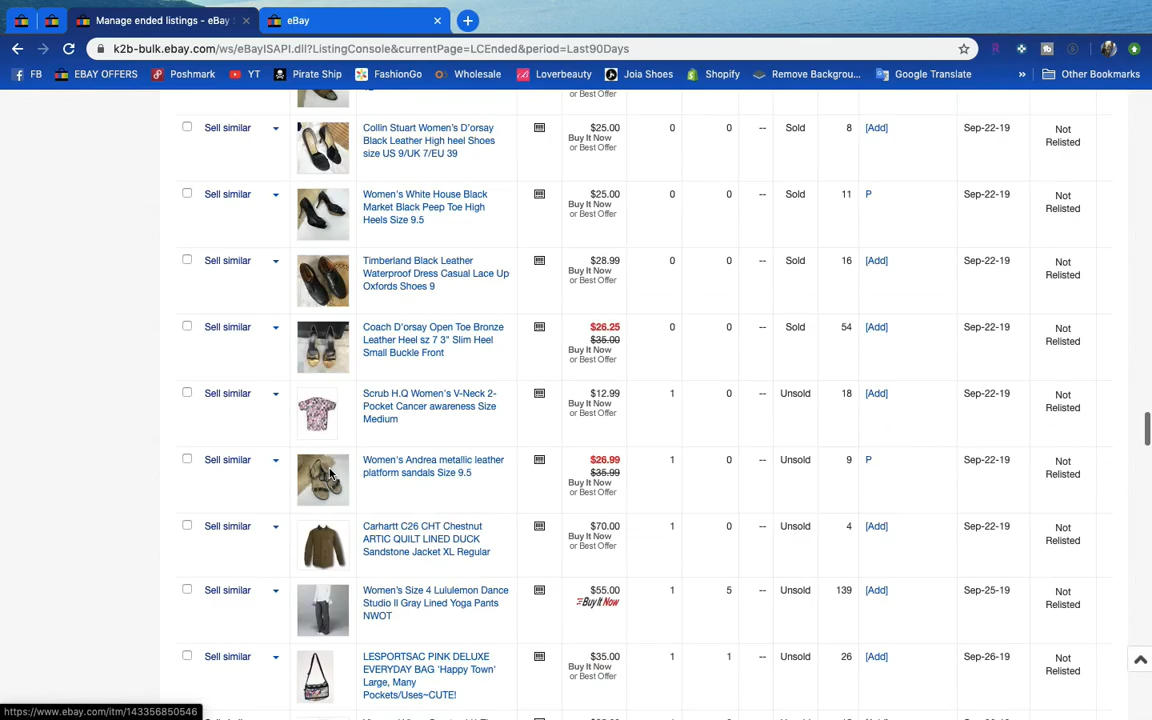 Manage ended listings - eBay
eBay
k2b-bulk.ebay.com/ws/eBayISAPI.dll?ListingConsole&currentPage=LCEnded&period=Last90Days
FB EBAY OFFERS Poshmark YT Pirate Ship FashionGo Wholesale Loverbeauty Joia Shoes Shopify Remove Backgrou... Google Translate » Other Bookmarks
or Best Offer
Sell similar Collin Stuart Women's D'orsay $25.00 0 0 -- Sold 8 [Add] Sep-22-19 Not
Black Leather High heel Shoes Buy It Now Relisted
size US 9/UK 7/EU 39 or Best Offer
Sell similar Women's White House Black $25.00 0 0 -- Sold 11 P Sep-22-19 Not
Market Black Peep Toe High Buy It Now Relisted
Heels Size 9.5 or Best Offer
Sell similar Timberland Black Leather $28.99 0 0 -- Sold 16 [Add] Sep-22-19 Not
Waterproof Dress Casual Lace Up Buy It Now Relisted
Oxfords Shoes 9 or Best Offer
Sell similar Coach D'orsay Open Toe Bronze $26.25 0 0 -- Sold 54 [Add] Sep-22-19 Not
Leather Heel sz 7 3" Slim Heel $35.00 Relisted
Small Buckle Front Buy It Now
or Best Offer
Sell similar Scrub H.Q Women's V-Neck 2- $12.99 1 0 -- Unsold 18 [Add] Sep-22-19 Not
Pocket Cancer awareness Size Buy It Now Relisted
Medium or Best Offer
Sell similar Women's Andrea metallic leather $26.99 1 0 -- Unsold 9 P Sep-22-19 Not
platform sandals Size 9.5 $35.99 Relisted
Buy It Now
or Best Offer
Sell similar Carhartt C26 CHT Chestnut $70.00 1 0 -- Unsold 4 [Add] Sep-22-19 Not
ARTIC QUILT LINED DUCK Buy It Now Relisted
Sandstone Jacket XL Regular or Best Offer
Sell similar Women's Size 4 Lululemon Dance $55.00 1 5 -- Unsold 139 [Add] Sep-25-19 Not
Studio II Gray Lined Yoga Pants Buy It Now Relisted
NWOT
Sell similar LESPORTSAC PINK DELUXE $35.00 1 1 -- Unsold 26 [Add] Sep-26-19 Not
EVERYDAY BAG 'Happy Town' Buy It Now Relisted
Large, Many or Best Offer
Pockets/Uses~CUTE!
https://www.ebay.com/itm/143356850546